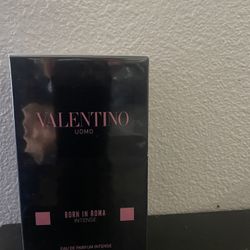 VALENTINO
UOMO
BORN IN ROMA
INTENSE
EAU DE PARFUM INTENSE